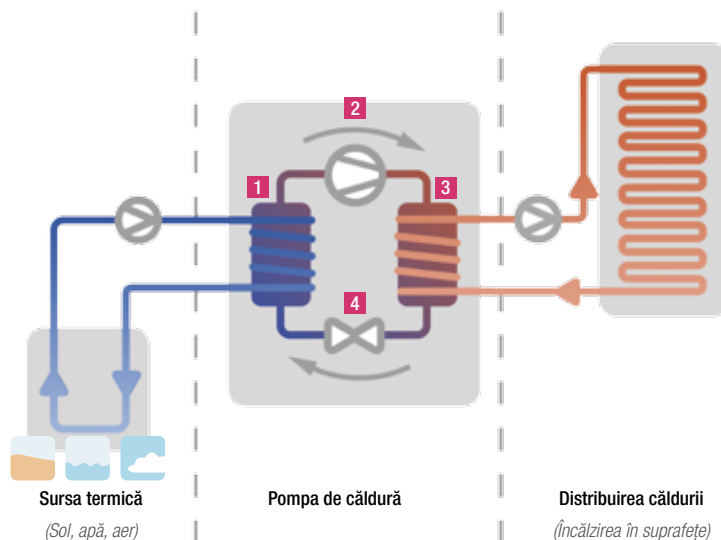 2
1
3
4
Sursa termică
(Sol, apă, aer)
Pompa de căldură
Distribuirea căldurii
(Încălzirea în suprafețe)